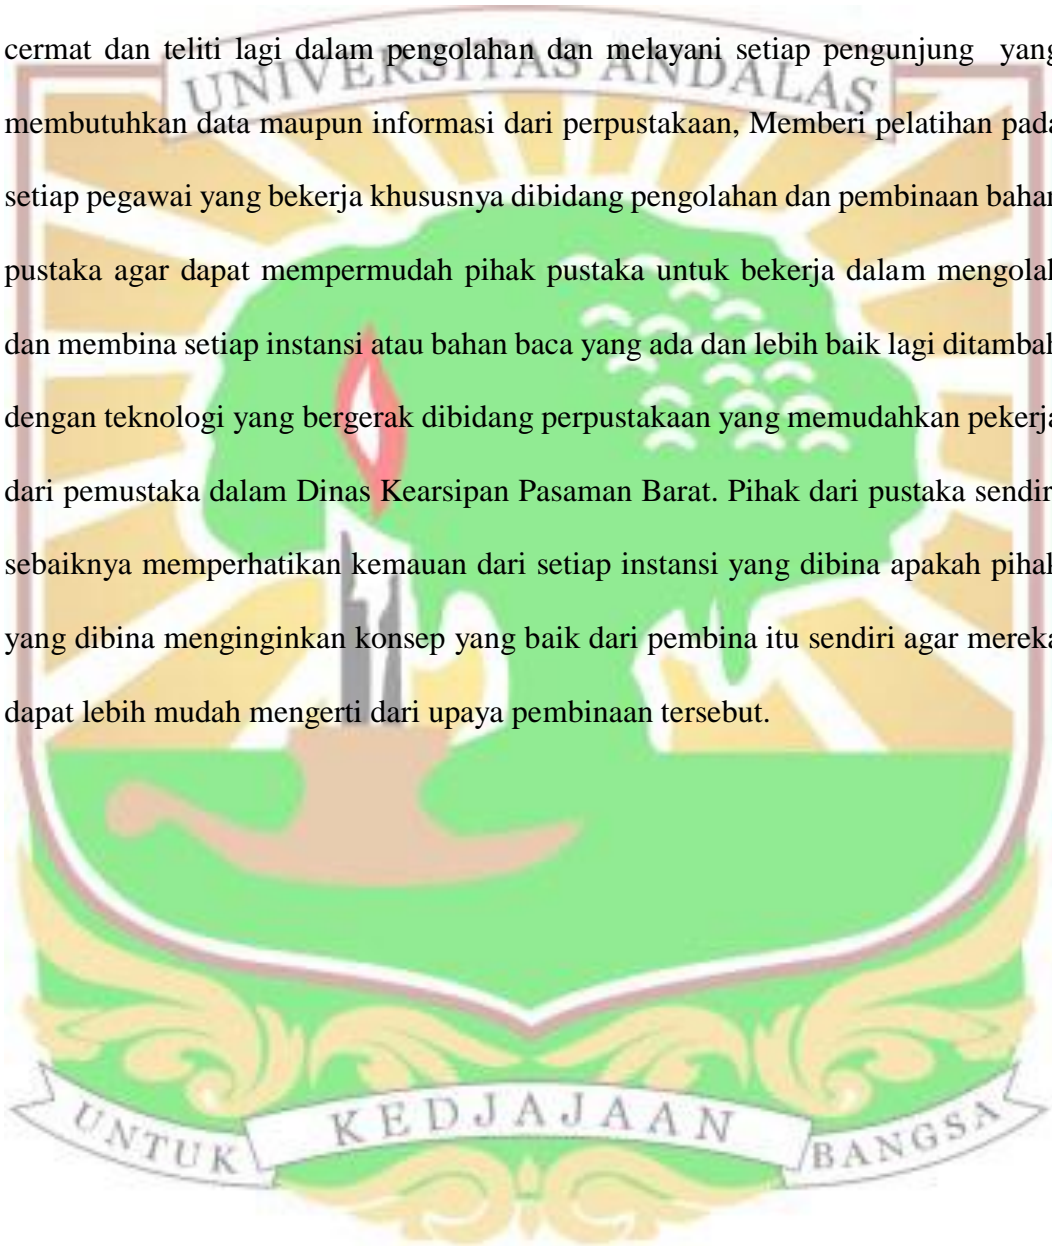 cermat dan teliti lagi dalam pengolahan dan melayani setiap pengunjung yang
UNIVERSITAS ANDALAS
membutuhkan data maupun informasi dari perpustakaan, Memberi pelatihan pada
setiap pegawai yang bekerja khususnya dibidang pengolahan dan pembinaan bahan
pustaka agar dapat mempermudah pihak pustaka untuk bekerja dalam mengolah
dan membina setiap instansi atau bahan baca yang ada dan lebih baik lagi ditambah
dengan teknologi yang bergerak dibidang perpustakaan yang memudahkan pekerja
dari pemustaka dalam Dinas Kearsipan Pasaman Barat. Pihak dari pustaka sendiri
sebaiknya memperhatikan kemauan dari setiap instansi yang dibina apakah pihak
yang dibina menginginkan konsep yang baik dari pembina itu sendiri agar mereka
dapat lebih mudah mengerti dari upaya pembinaan tersebut.
UNTUK KEDJAJAAN BANGSA